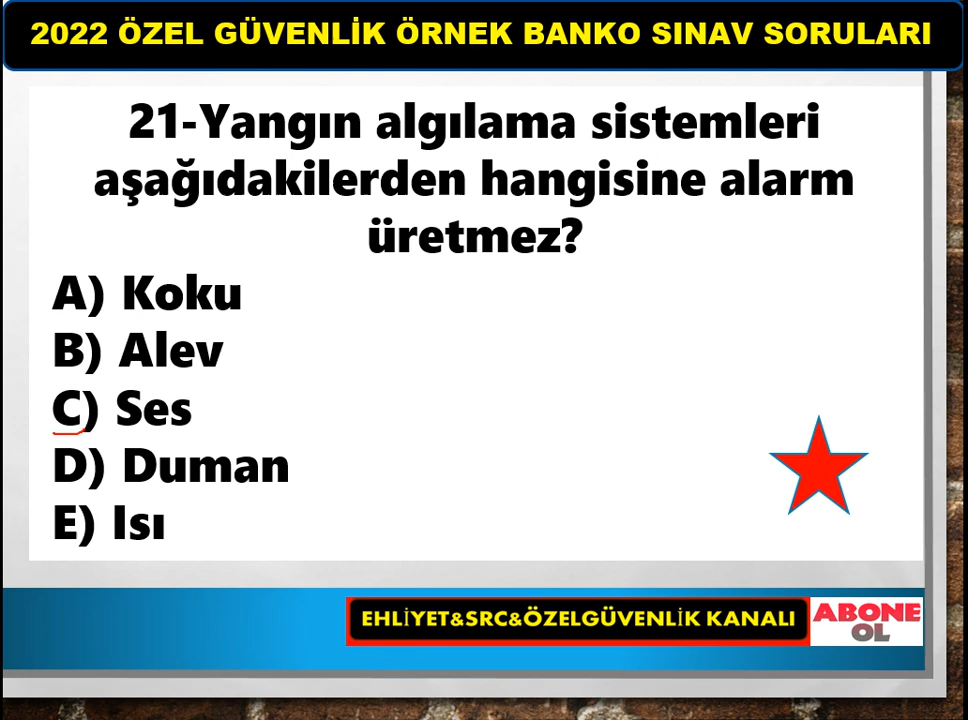 2022 ÖZEL GÜVENLİK ÖRNEK BANKO SINAV SORULARI
21-Yangın algılama sistemleri
aşağıdakilerden hangisine alarm
üretmez?
A) Koku
B) Alev
C) Ses
D) Duman
E) Isı
EHLİYET&SRC&ÖZELGÜVENLİK KANALI
ABONE
OL